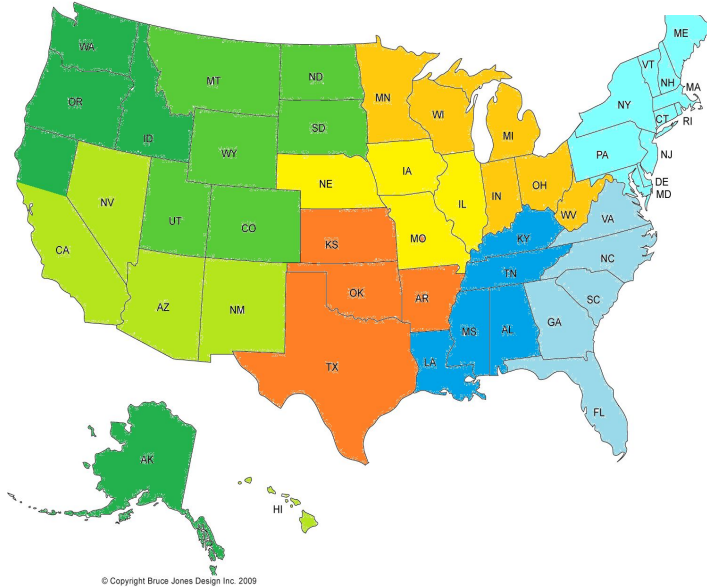 WA
MT
ND
MN
ME
VT
NH
MA
OR
ID
SD
WI
MI
NY
CT
RI
WY
IA
PA
NJ
NE
IL
IN
OH
DE
MD
NV
UT
CO
WV
VA
CA
KS
MO
KY
NC
AZ
NM
OK
AR
TN
SC
TX
LA
MS
AL
GA
FL
AK
HI
© Copyright Bruce Jones Design Inc. 2009